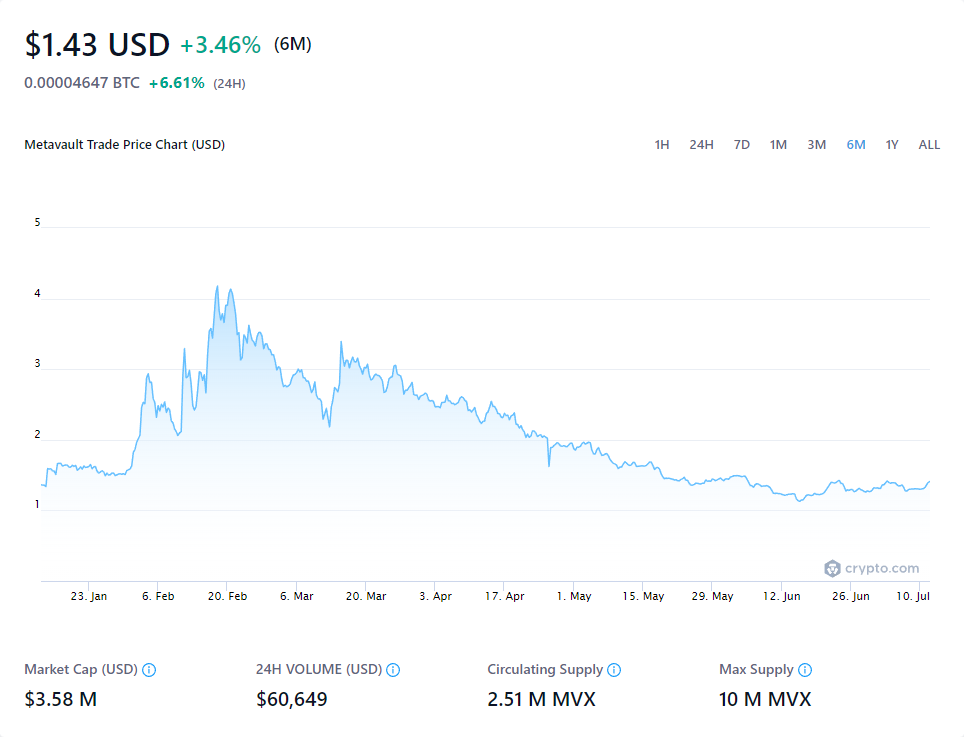 $1.43 USD +3.46% (6M)
0.00004647 BTC +6.61% (24H)
Metavault Trade Price Chart (USD)
1H 24H 7D 1M 3M 6M 1Y ALL
5
4
3
2
1
crypto.com
23. Jan 6. Feb 20. Feb 6. Mar 20. Mar 3. Apr 17. Apr 1. May 15. May 29. May 12. Jun 26. Jun 10. Jul
Market Cap (USD) 24H VOLUME (USD) Circulating Supply Max Supply
$3.58 M $60,649 2.51 M MVX 10 M MVX